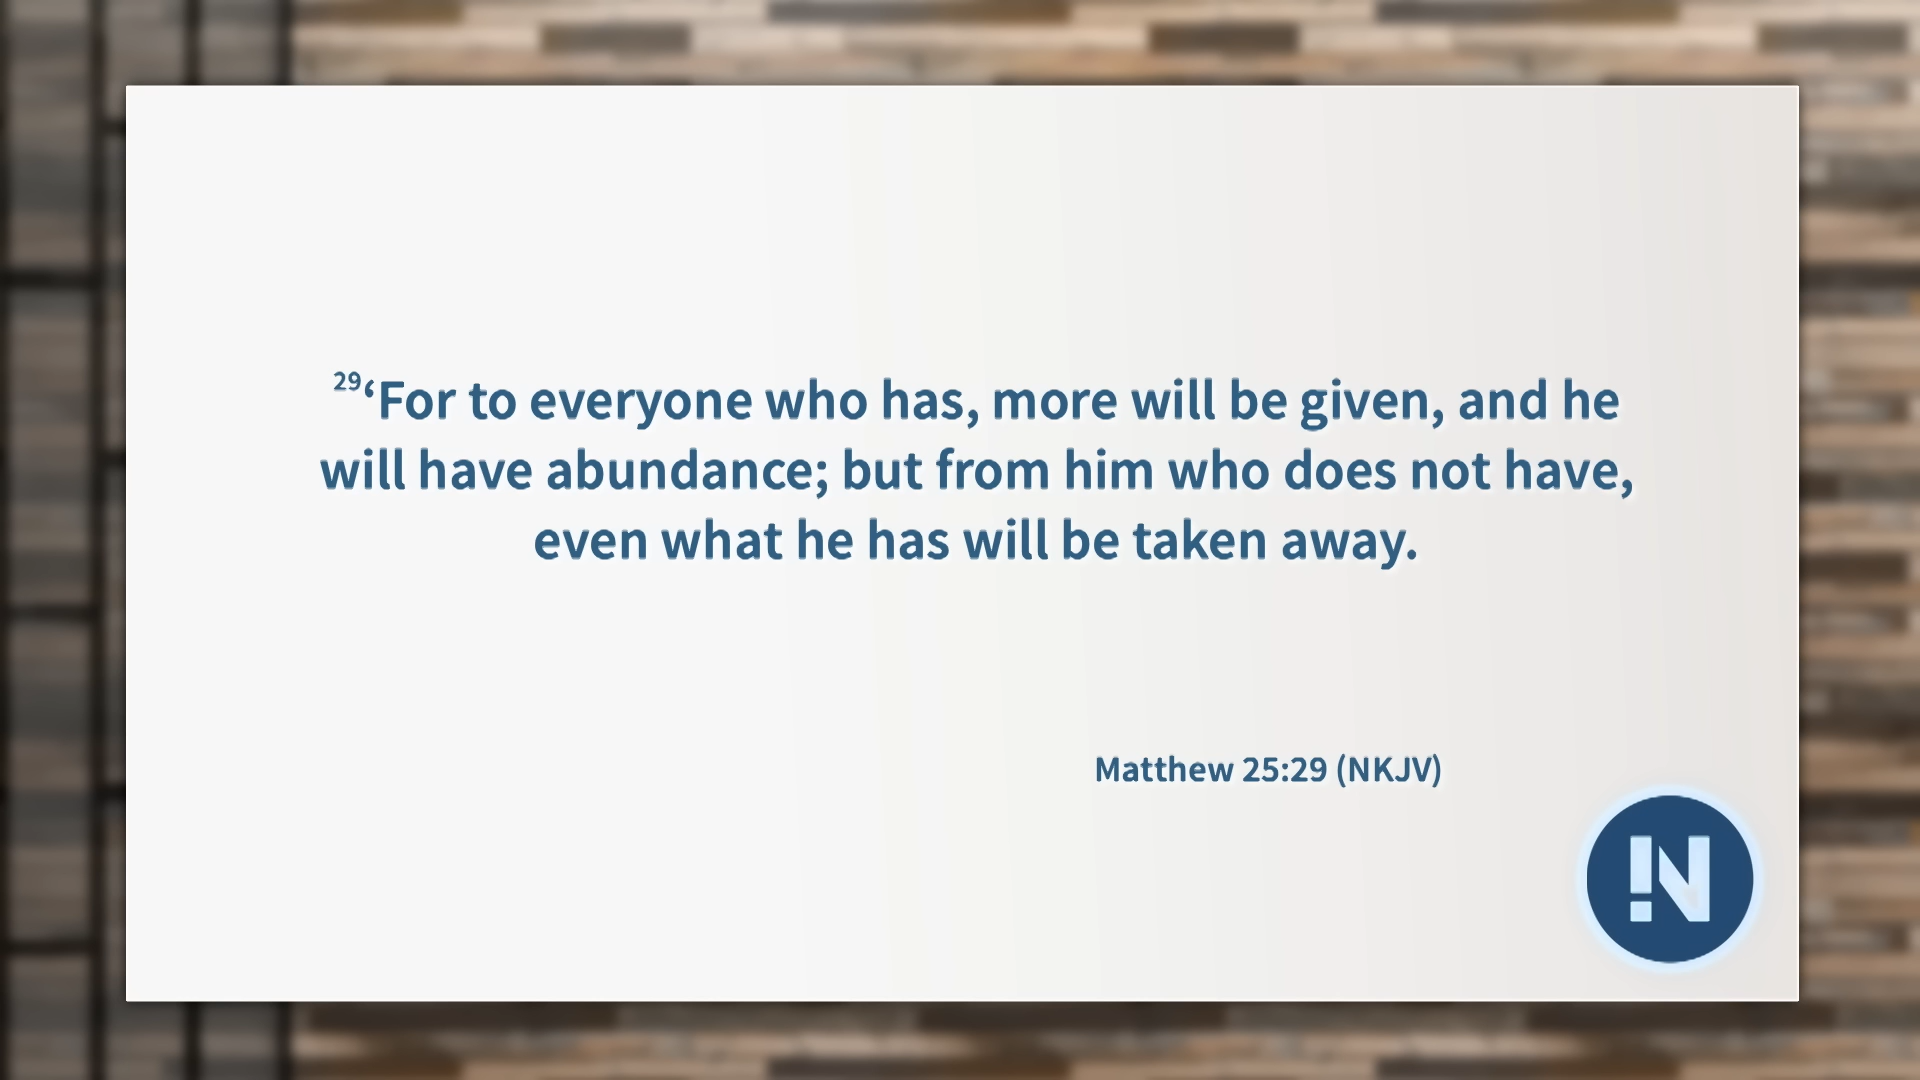 29‘For to everyone who has, more will be given, and he
will have abundance; but from him who does not have,
even what he has will be taken away.
Matthew 25:29 (NKJV)
N